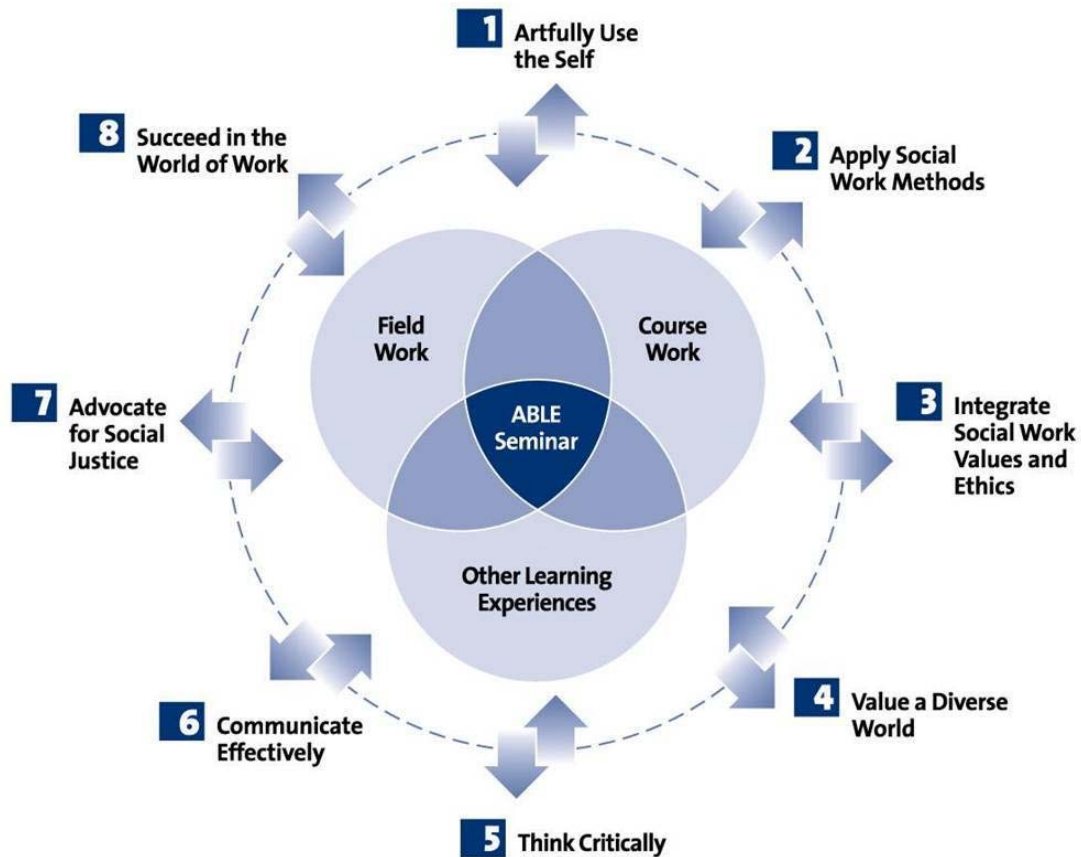 1 Artfully Use
the Self
2 Apply Social
Work Methods
3 Integrate
Social Work
Values and
Ethics
4 Value a Diverse
World
5 Think Critically
6 Communicate
Effectively
7 Advocate
for Social
Justice
8 Succeed in the
World of Work
Field
Work
Course
Work
ABLE
Seminar
Other Learning
Experiences